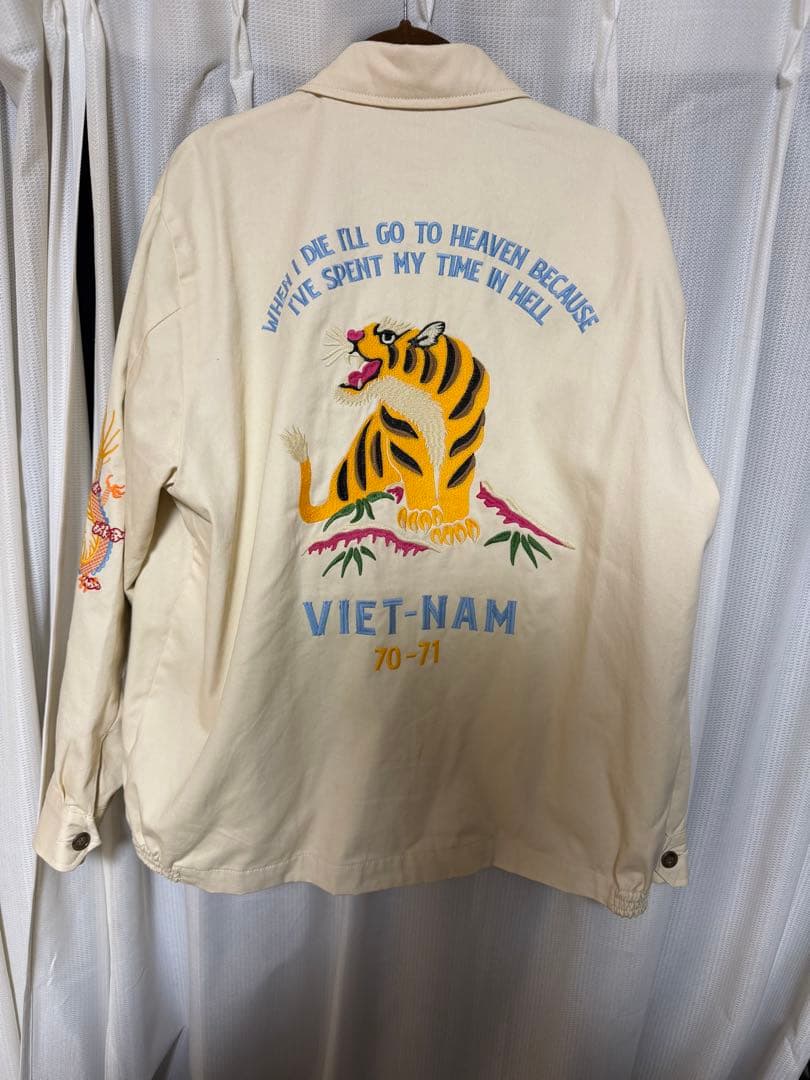 WHEN I DIE I'LL GO TO HEAVEN BECAUSE
I'VE SPENT MY TIME IN HELL
VIET-NAM
70-71